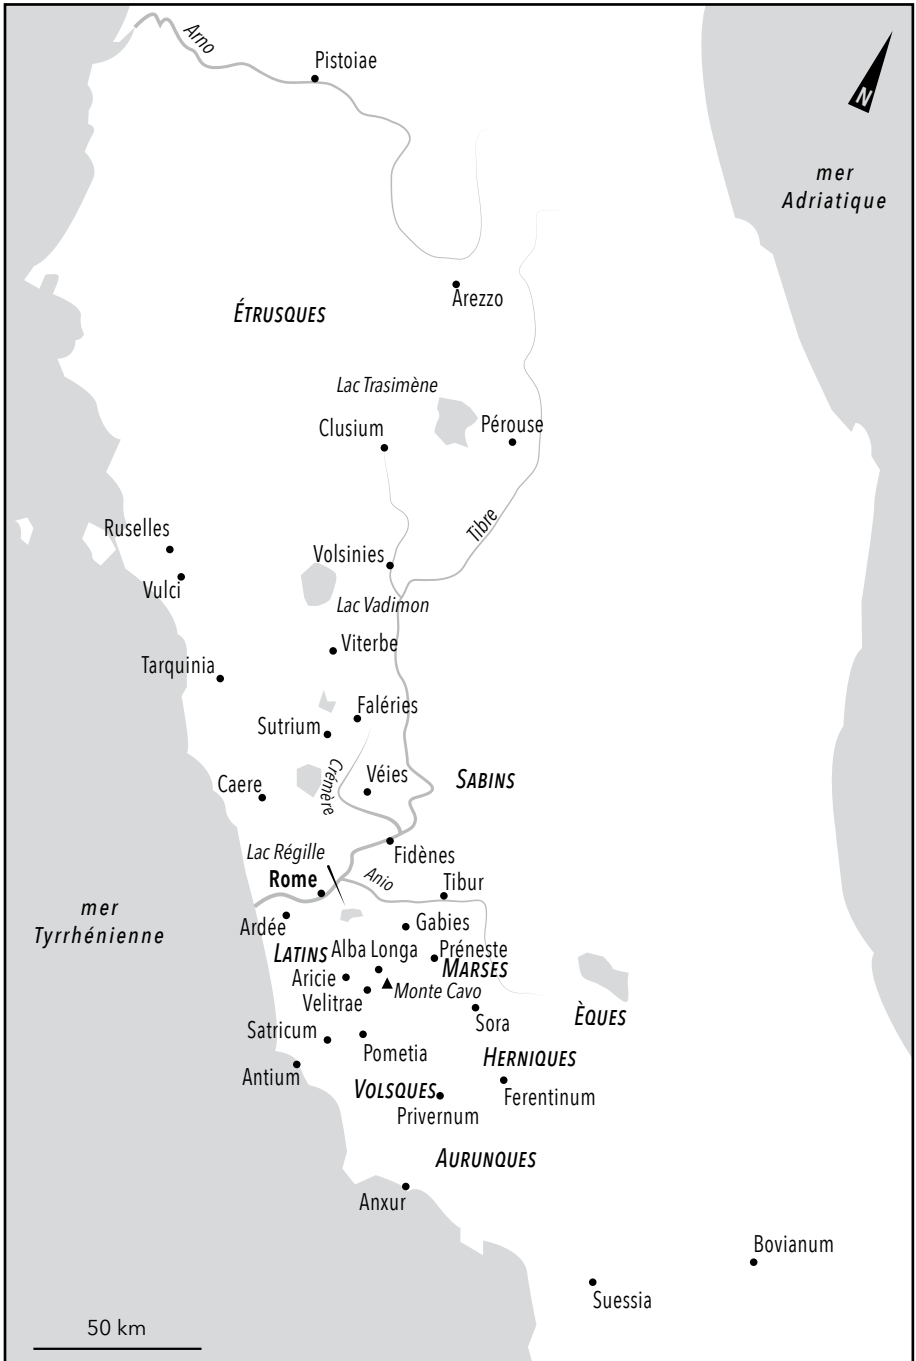 Arno
Pistoiae
N
mer
Adriatique
Arezzo
ÉTRUSQUES
Lac Trasimène
Clusium
Pérouse
Tibre
Ruselles
Volsinies
Vulci
Lac Vadimon
Viterbe
Tarquinia
Faléries
Sutrium
Crémère
Véies
SABINS
Caere
Lac Régille
Fidènes
Rome
Anio
Tibur
mer
Tyrrhénienne
Ardée
Gabies
LATINS
Alba Longa
Préneste
MARSES
Aricie
Monte Cavo
Velitrae
Sora
ÈQUES
Satricum
Pometia
HERNIQUES
Antium
VOLSQUES
Ferentinum
Privernum
AURUNQUES
Anxur
Bovianum
Suessia
50 km